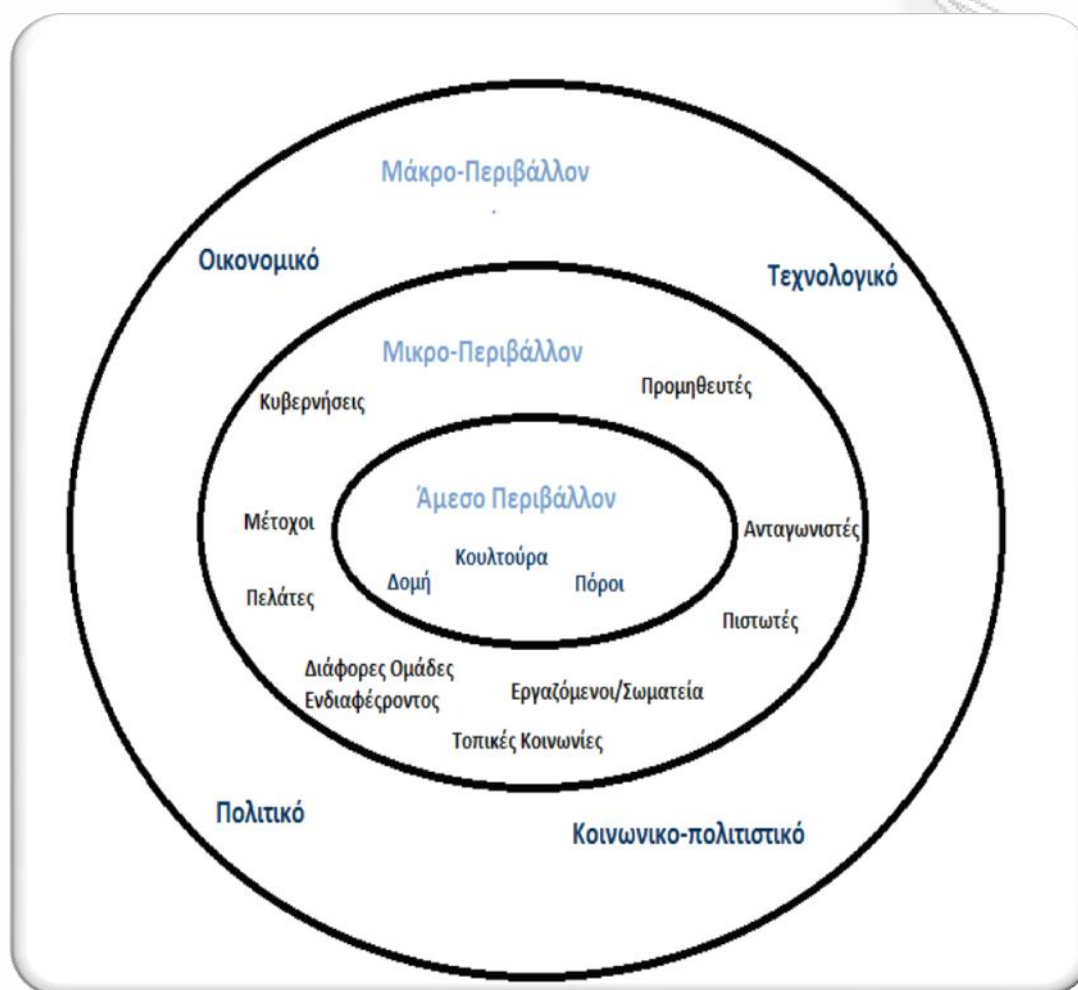 Μάκρο-Περιβάλλον
Οικονομικό
Τεχνολογικό
Μικρο-Περιβάλλον
Κυβερνήσεις
Προμηθευτές
Άμεσο Περιβάλλον
Μέτοχοι
Ανταγωνιστές
Κουλτούρα
Δομή
Πόροι
Πελάτες
Πιστωτές
Διάφορες Ομάδες
Ενδιαφέςροντος
Εργαζόμενοι/Σωματεία
Τοπικές Κοινωνίες
Πολιτικό
Κοινωνικο-πολιτιστικό